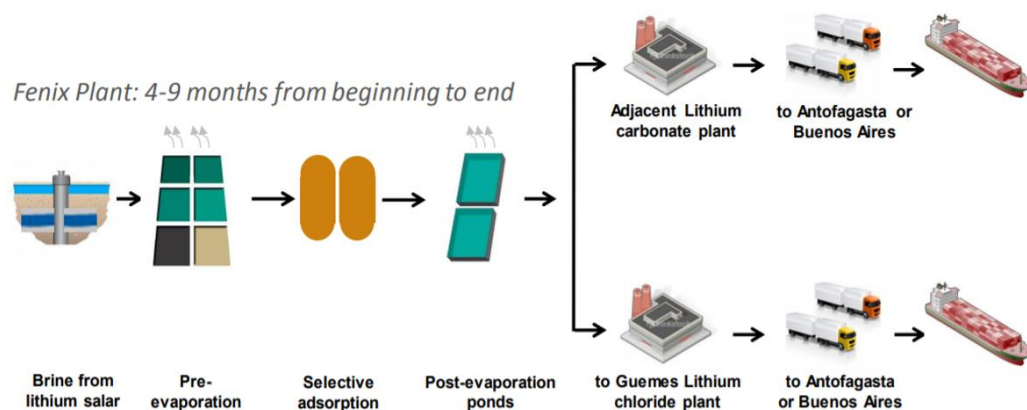 Fenix Plant: 4-9 months from beginning to end
Adjacent Lithium
carbonate plant
to Antofagasta or
Buenos Aires
Brine from
lithium salar
Pre-
evaporation
Selective
adsorption
Post-evaporation
ponds
to Guemes Lithium
chloride plant
to Antofagasta
or Buenos Aires